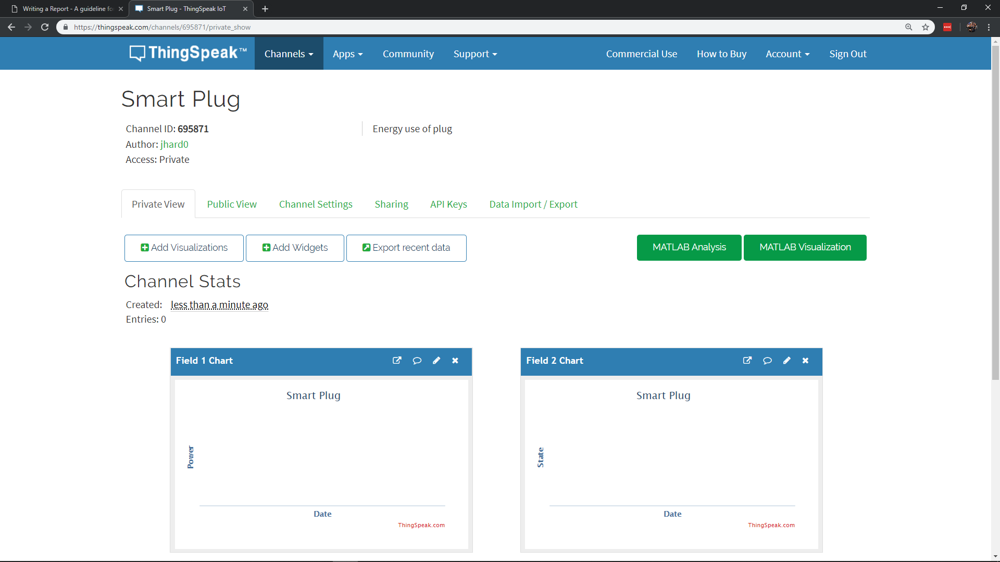 Writing a Report - A guideline fo
Smart Plug - ThingSpeak IoT
https://thingspeak.com/channels/695871/private_show
ThingSpeak™
Channels
Apps
Community
Support
Commercial Use
How to Buy
Account
Sign Out
Smart Plug
Channel ID: 695871
Author: jhard0
Access: Private
Energy use of plug
Private View
Public View
Channel Settings
Sharing
API Keys
Data Import / Export
Add Visualizations
Add Widgets
Export recent data
MATLAB Analysis
MATLAB Visualization
Channel Stats
Created: less than a minute ago
Entries: 0
Field 1 Chart
Smart Plug
Power
Date
ThingSpeak.com
Field 2 Chart
Smart Plug
State
Date
ThingSpeak.com